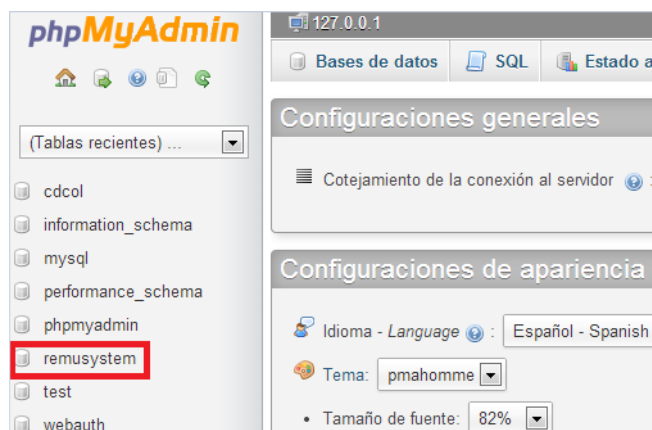 phpMyAdmin
(Tablas recientes) ...
cdcol
information_schema
mysql
performance_schema
phpmyadmin
remusystem
test
webauth
127.0.0.1
Bases de datos SQL Estado a
Configuraciones generales
Cotejamiento de la conexión al servidor :
Configuraciones de apariencia
Idioma - Language : Español - Spanish
Tema: pmahomme
• Tamaño de fuente: 82%